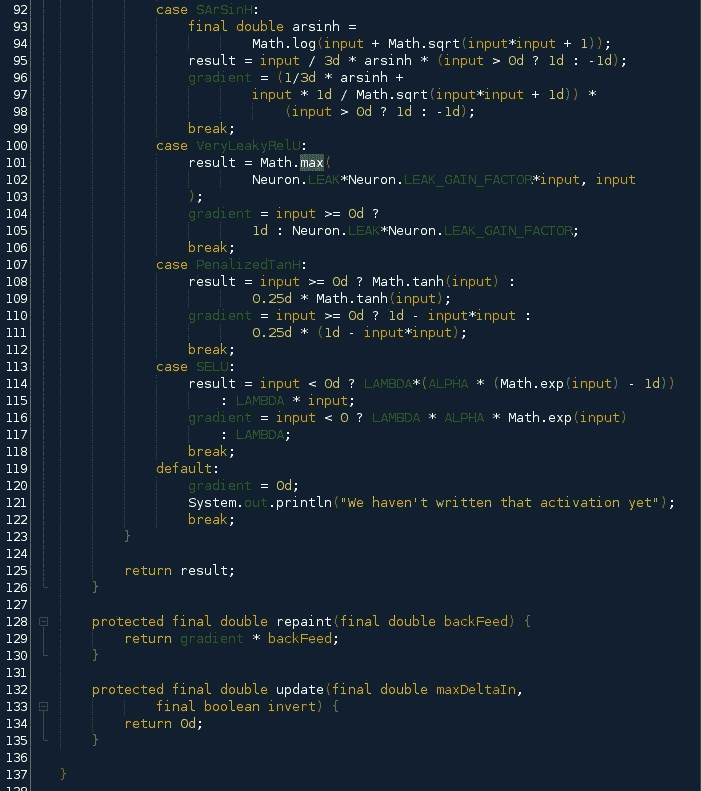 92 case SArSinH:
93 final double arsinh =
94 Math.log(input + Math.sqrt(input*input + 1));
95 result = input / 3d * arsinh * (input > 0d ? 1d : -1d);
96 gradient = (1/3d * arsinh +
97 input * 1d / Math.sqrt(input*input + 1d)) *
98 (input > 0d ? 1d : -1d);
99 break;
100 case VeryLeakyRelU:
101 result = Math.max(
102 Neuron.LEAK*Neuron.LEAK_GAIN_FACTOR*input, input
103 );
104 gradient = input >= 0d ?
105 1d : Neuron.LEAK*Neuron.LEAK_GAIN_FACTOR;
106 break;
107 case PenalizedTanH:
108 result = input >= 0d ? Math.tanh(input) :
109 0.25d * Math.tanh(input);
110 gradient = input >= 0d ? 1d - input*input :
111 0.25d * (1d - input*input);
112 break;
113 case SELU:
114 result = input < 0d ? LAMBDA*(ALPHA * (Math.exp(input) - 1d))
115 : LAMBDA * input;
116 gradient = input < 0 ? LAMBDA * ALPHA * Math.exp(input)
117 : LAMBDA;
118 break;
119 default:
120 gradient = 0d;
121 System.out.println("We haven't written that activation yet");
122 break;
123 }
124
125 return result;
126 }
127
128 protected final double repaint(final double backFeed) {
129 return gradient * backFeed;
130 }
131
132 protected final double update(final double maxDeltaIn,
133 final boolean invert) {
134 return 0d;
135 }
136
137 }